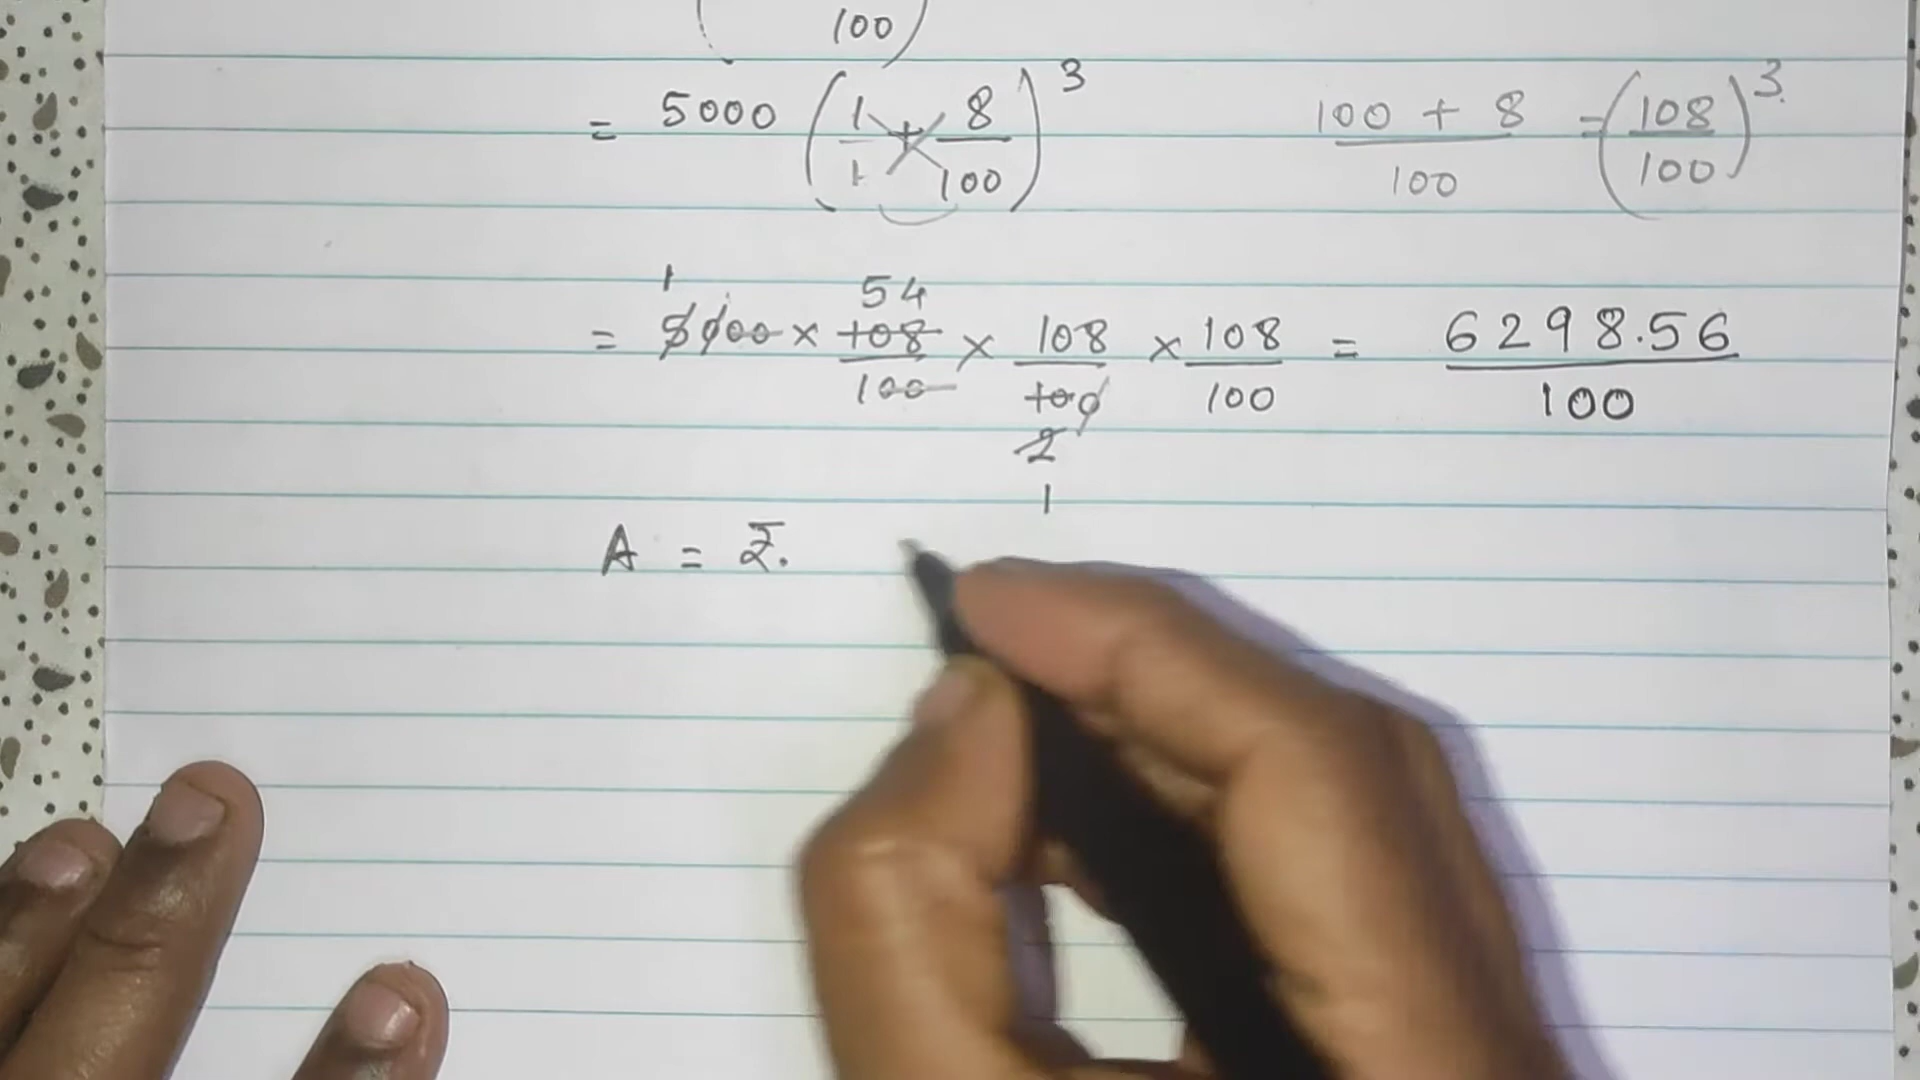 100)
= 5000 (1/1 + 8/100)^3
100 + 8 / 100 = (108/100)^3
1 54
= 5000 × 108/100 × 108/100 × 108/100 = 6298.56/100
2
1
A = ₹.